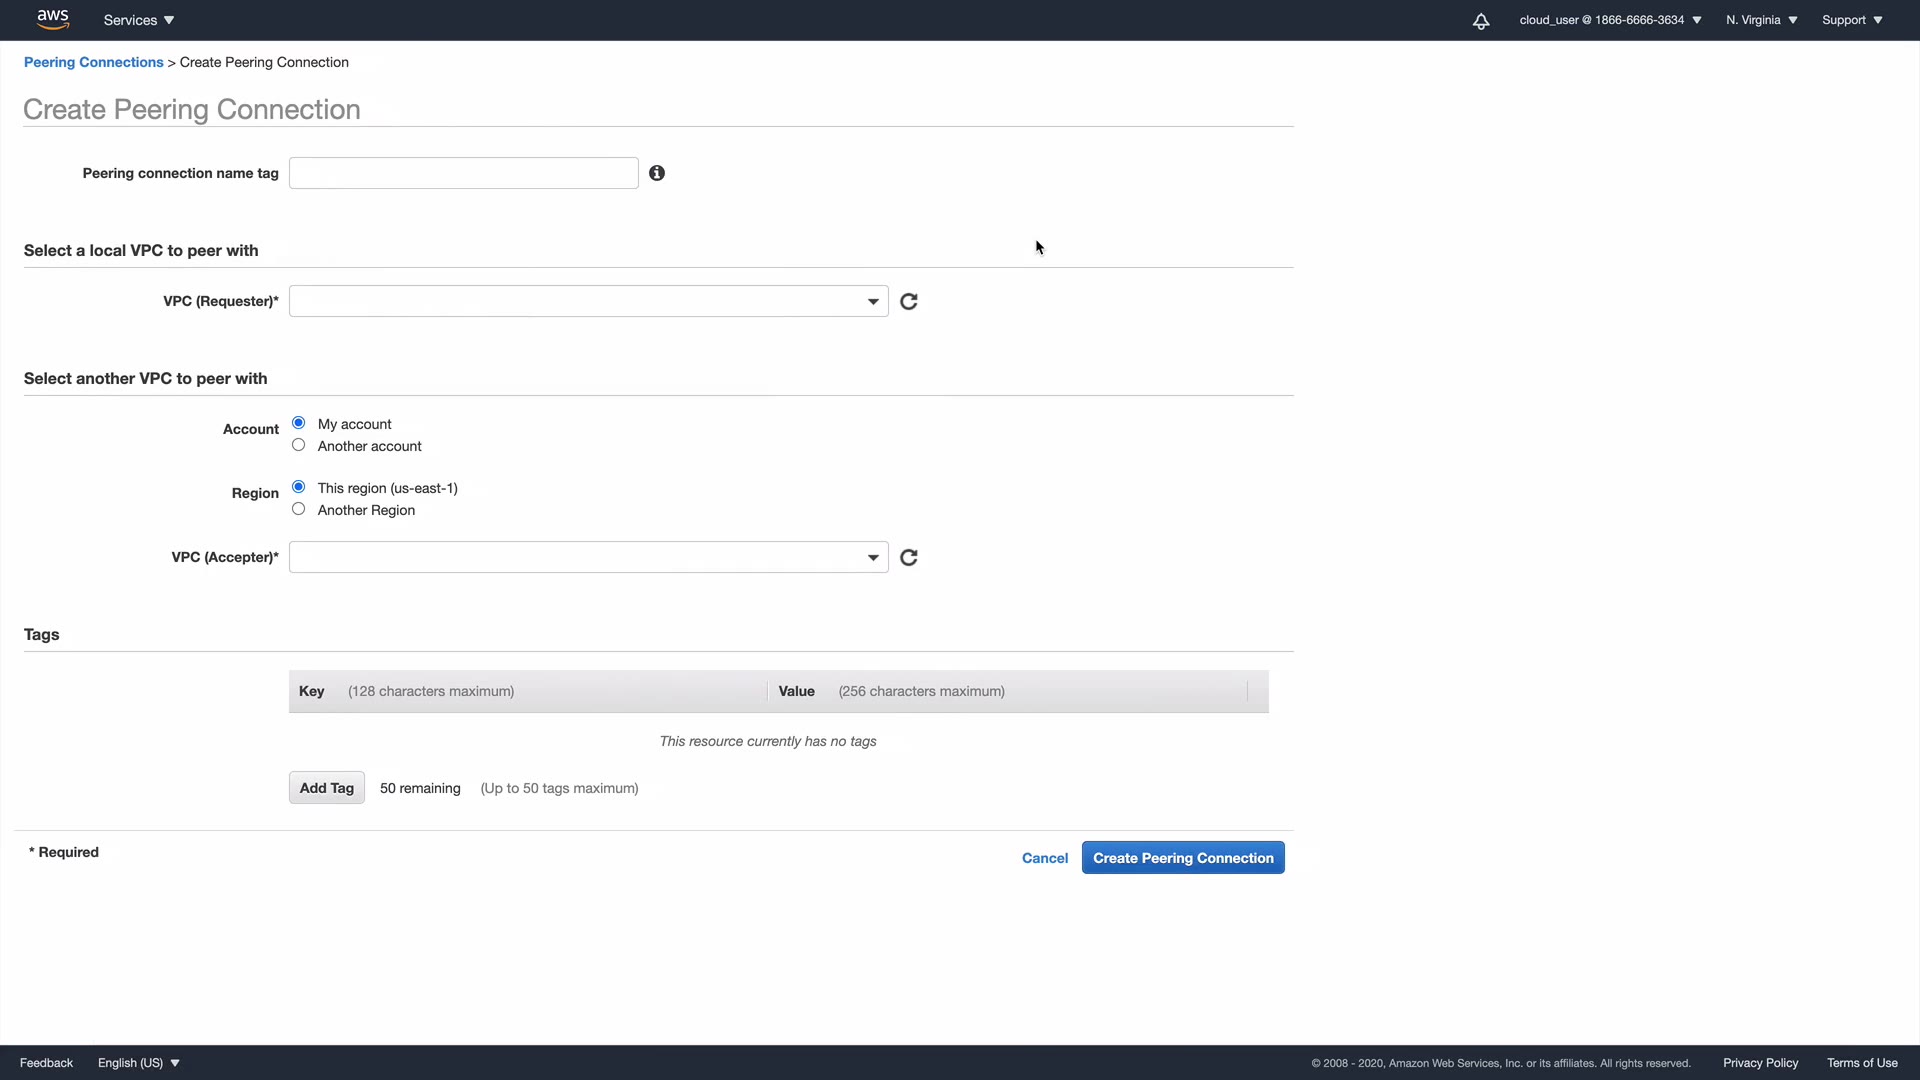 aws Services cloud_user @ 1866-6666-3634 N. Virginia Support
Peering Connections > Create Peering Connection
Create Peering Connection
Peering connection name tag
Select a local VPC to peer with
VPC (Requester)*
Select another VPC to peer with
Account My account
Another account
Region This region (us-east-1)
Another Region
VPC (Accepter)*
Tags
Key (128 characters maximum) Value (256 characters maximum)
This resource currently has no tags
Add Tag 50 remaining (Up to 50 tags maximum)
* Required
Cancel Create Peering Connection
Feedback English (US) © 2008 - 2020, Amazon Web Services, Inc. or its affiliates. All rights reserved. Privacy Policy Terms of Use